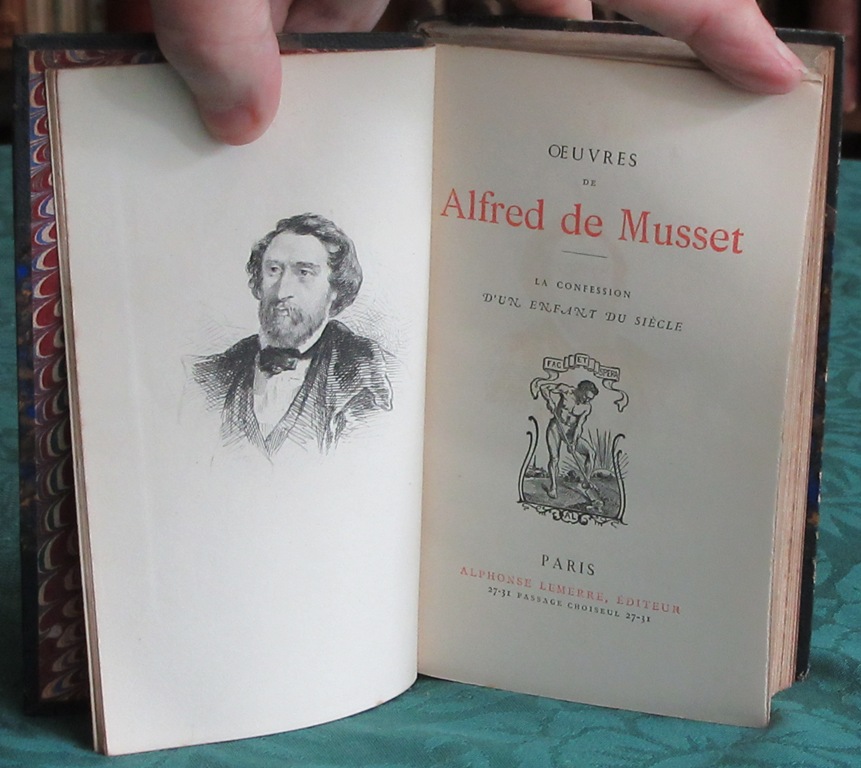 ŒUVRES
DE
Alfred de Musset
LA CONFESSION
D'UN ENFANT DU SIÈCLE
FAC ET SPERA
AL
PARIS
ALPHONSE LEMERRE, ÉDITEUR
27-31 PASSAGE CHOISEUL 27-31